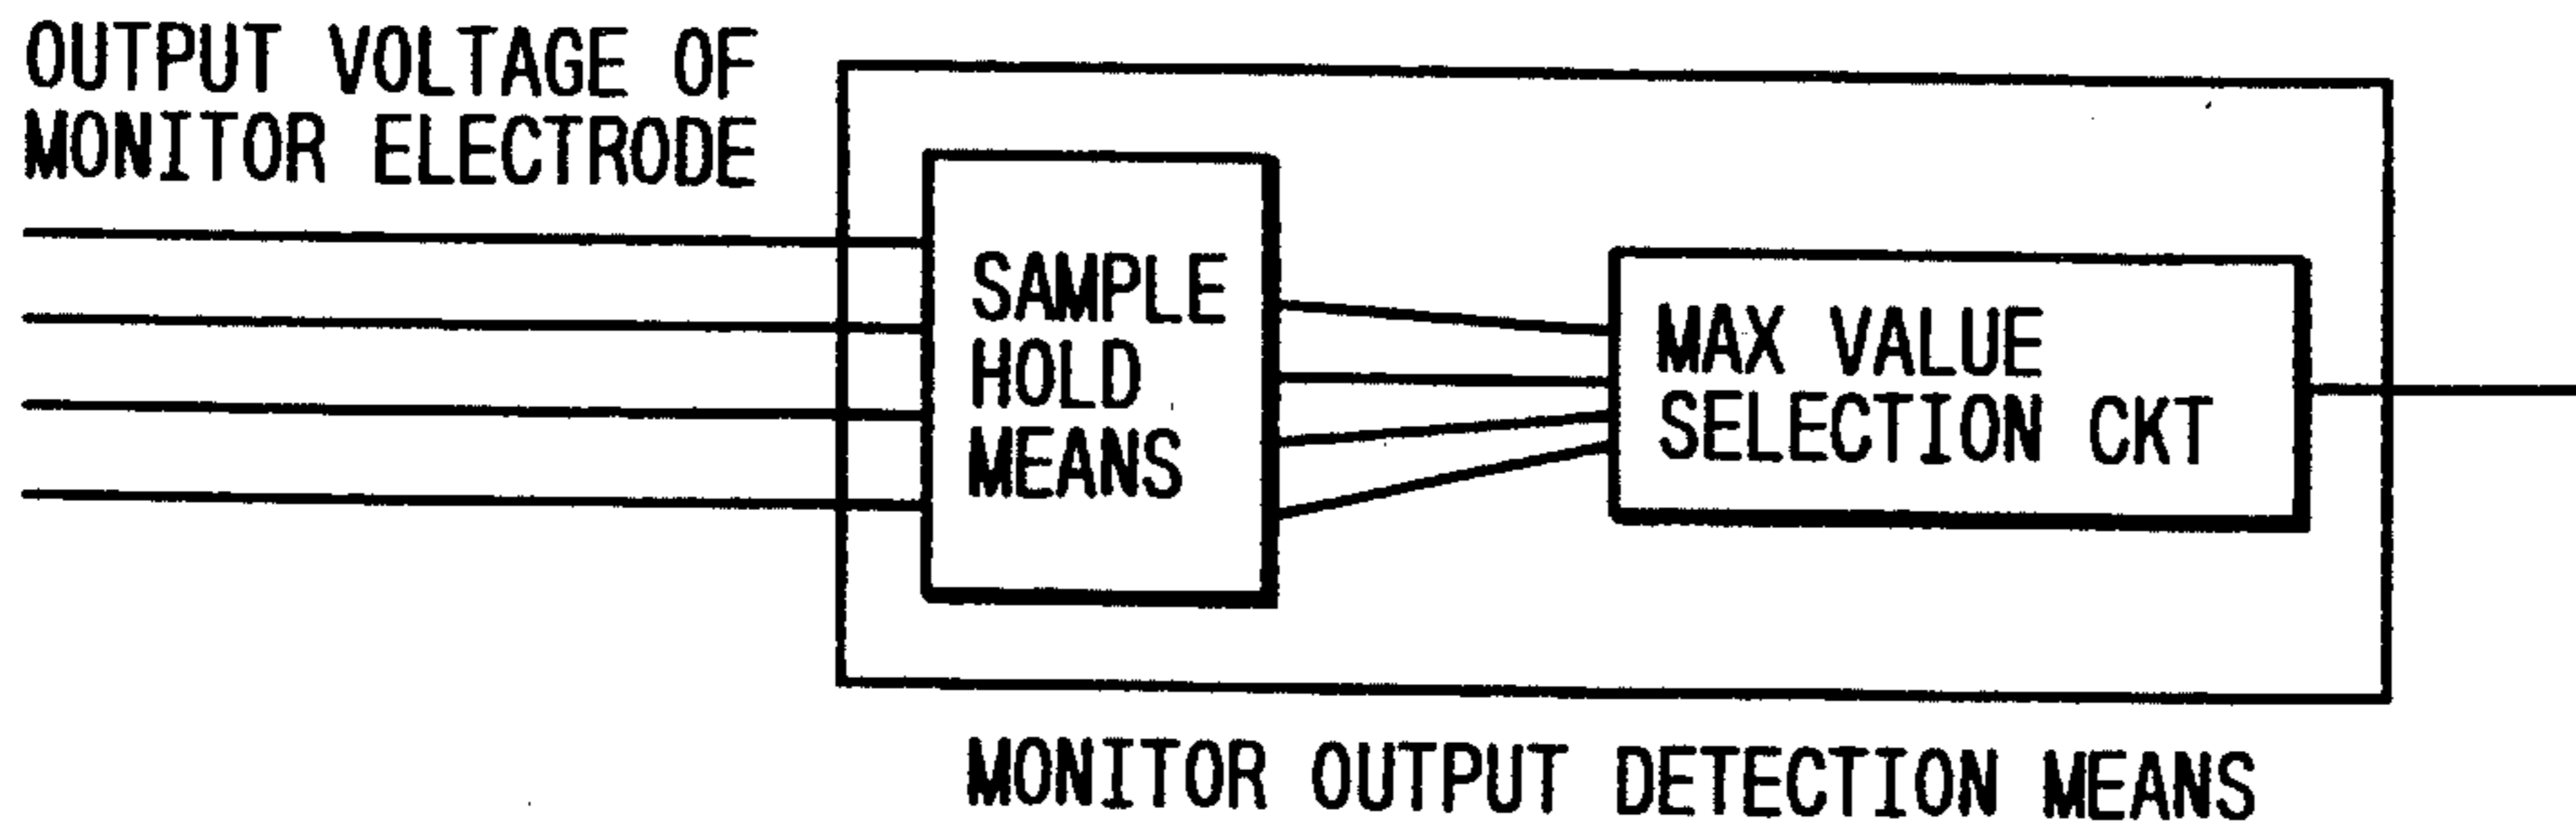 OUTPUT VOLTAGE OF
MONITOR ELECTRODE
SAMPLE
HOLD
MEANS
MAX VALUE
SELECTION CKT
MONITOR OUTPUT DETECTION MEANS